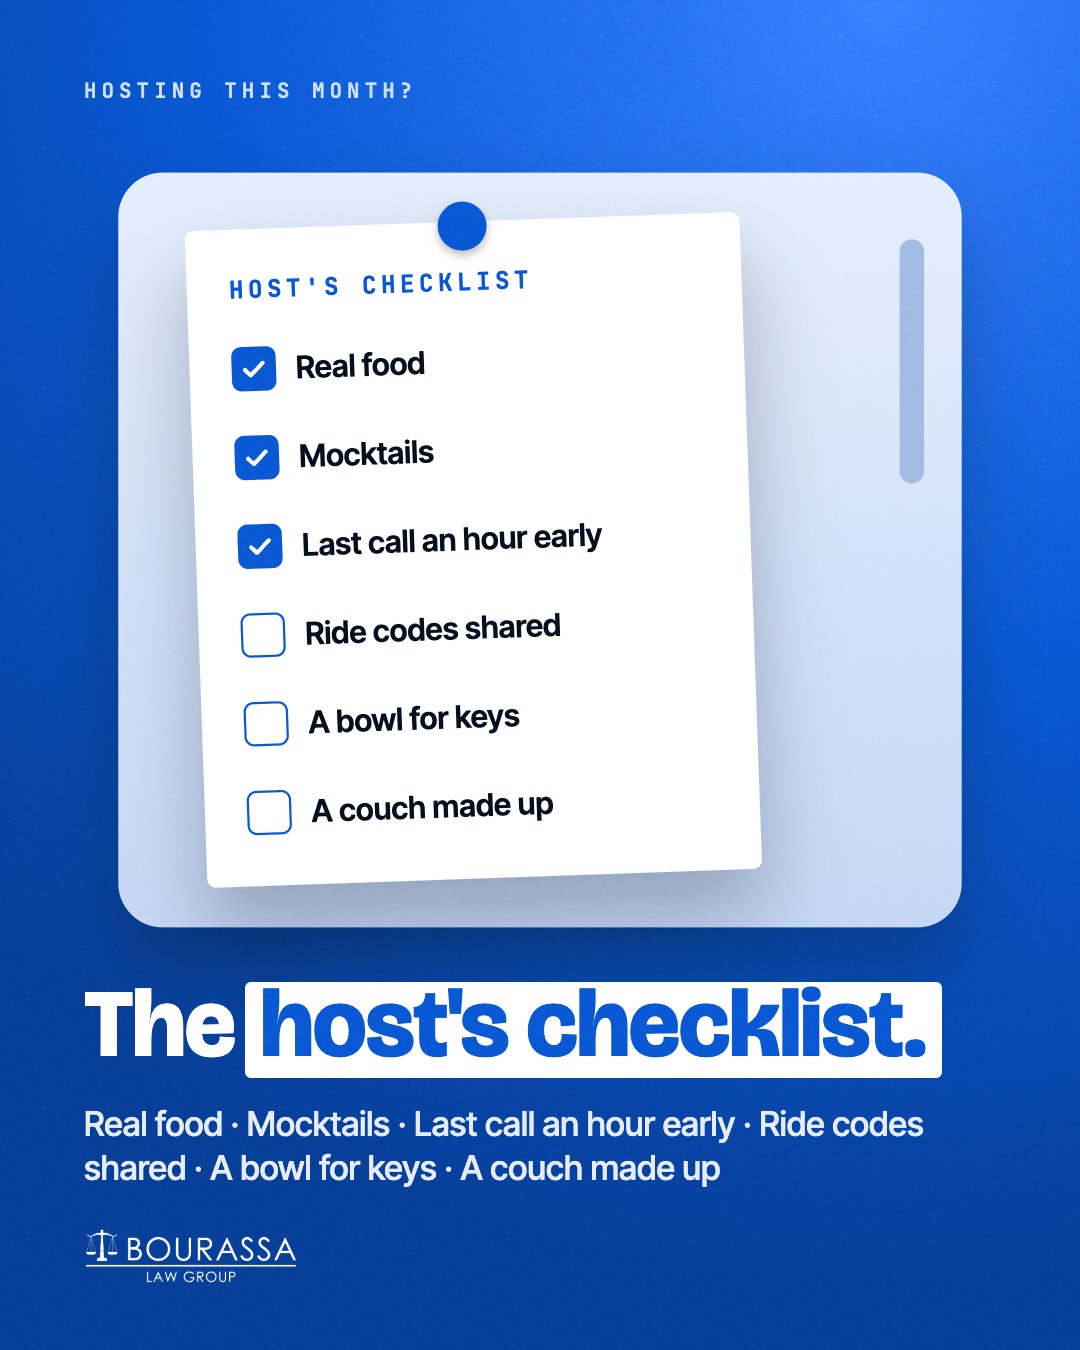 HOSTING THIS MONTH?
HOST'S CHECKLIST
Real food
Mocktails
Last call an hour early
Ride codes shared
A bowl for keys
A couch made up
The host's checklist.
Real food · Mocktails · Last call an hour early · Ride codes
shared · A bowl for keys · A couch made up
BOURASSA
LAW GROUP